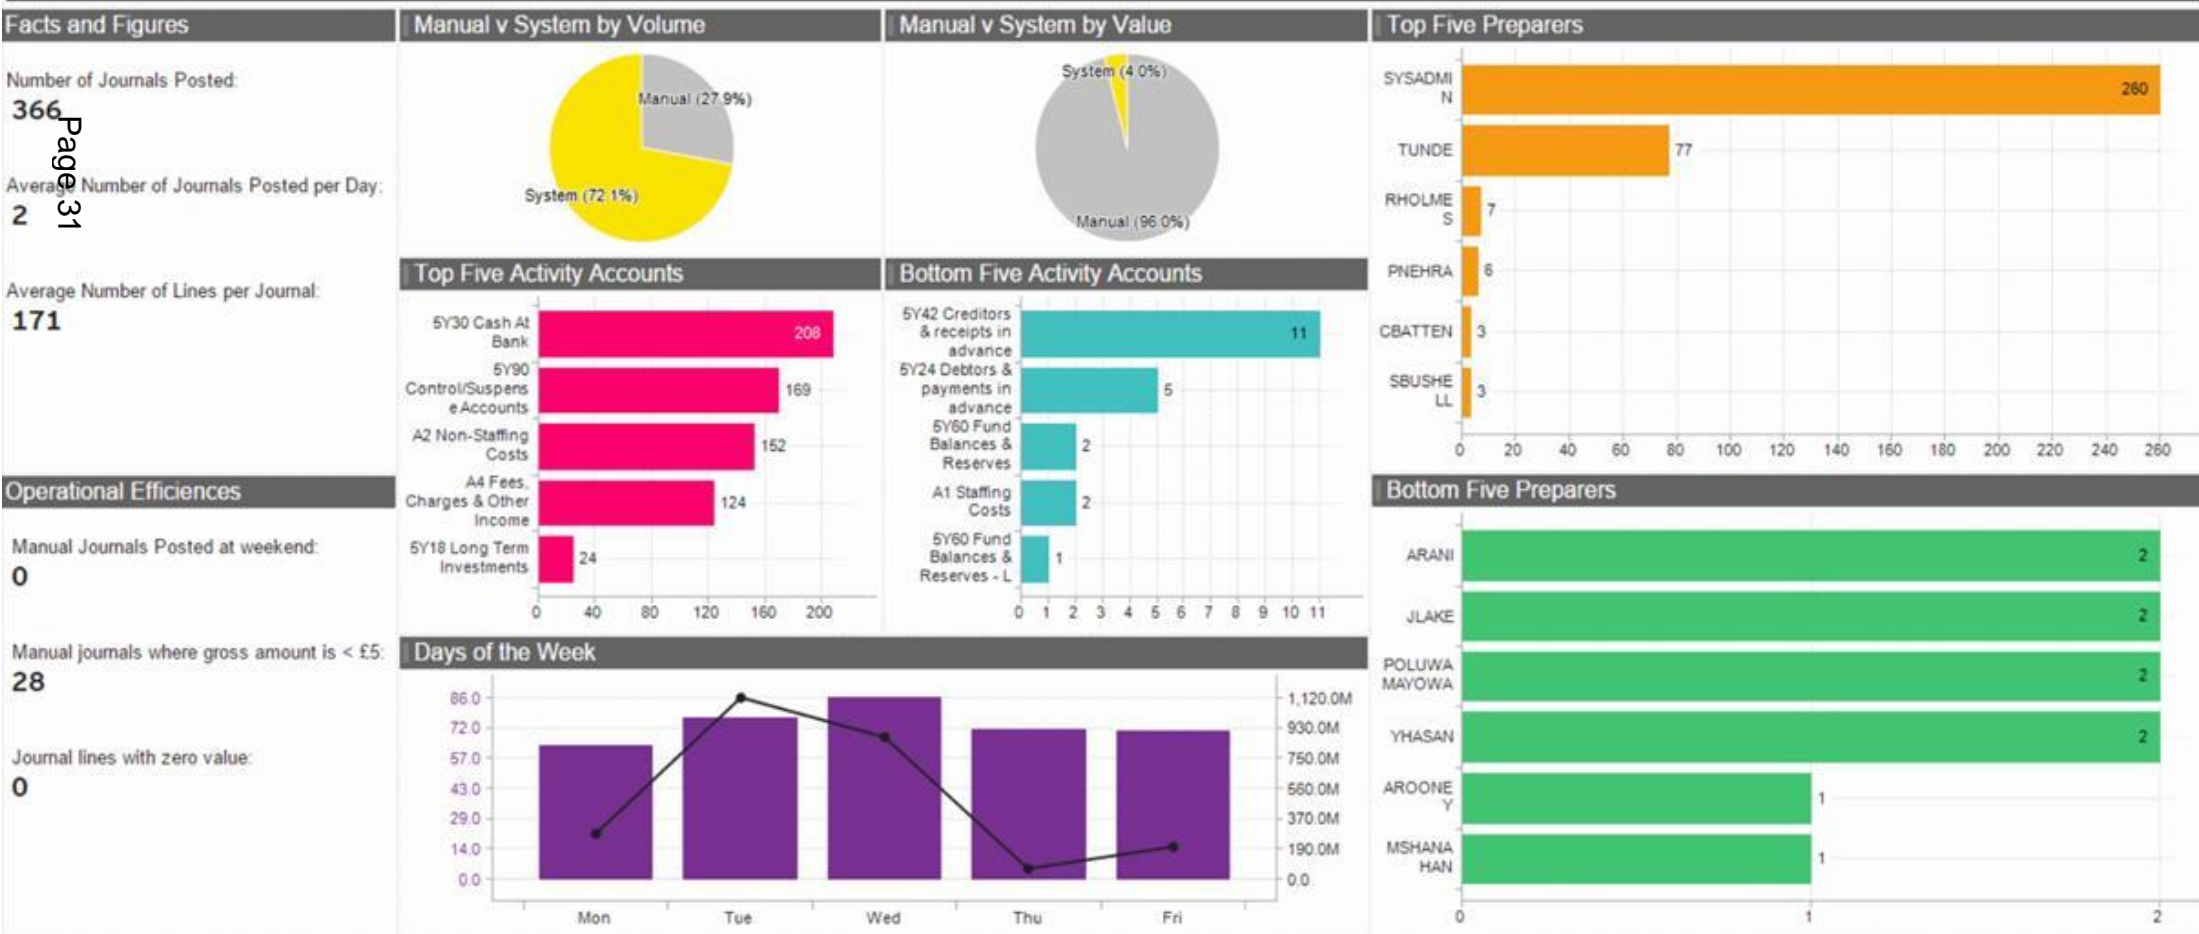 Facts and Figures
Number of Journals Posted:
366
Average Number of Journals Posted per Day:
2
Average Number of Lines per Journal:
171
Page 31
Operational Efficiences
Manual Journals Posted at weekend:
0
Manual journals where gross amount is < £5:
28
Journal lines with zero value:
0
Manual v System by Volume
Manual (27.9%)
System (72.1%)
Manual v System by Value
System (4.0%)
Manual (96.0%)
Top Five Activity Accounts
5Y30 Cash At
Bank
208
5Y90
Control/Suspens
e Accounts
169
A2 Non-Staffing
Costs
152
A4 Fees,
Charges & Other
Income
124
5Y18 Long Term
Investments
24
0 40 80 120 160 200
Bottom Five Activity Accounts
5Y42 Creditors
& receipts in
advance
11
5Y24 Debtors &
payments in
advance
5
5Y60 Fund
Balances &
Reserves
2
A1 Staffing
Costs
2
5Y60 Fund
Balances &
Reserves - L
1
0 1 2 3 4 5 6 7 8 9 10 11
Days of the Week
86.0 1,120.0M
72.0 930.0M
57.0 750.0M
43.0 560.0M
29.0 370.0M
14.0 190.0M
0.0 0.0
Mon Tue Wed Thu Fri
Top Five Preparers
SYSADMI
N
260
TUNDE
77
RHOLME
S
7
PNEHRA
6
CBATTEN
3
SBUSHE
LL
3
0 20 40 60 80 100 120 140 160 180 200 220 240 260
Bottom Five Preparers
ARANI
2
JLAKE
2
POLUWA
MAYOWA
2
YHASAN
2
AROONE
Y
1
MSHANA
HAN
1
0 1 2